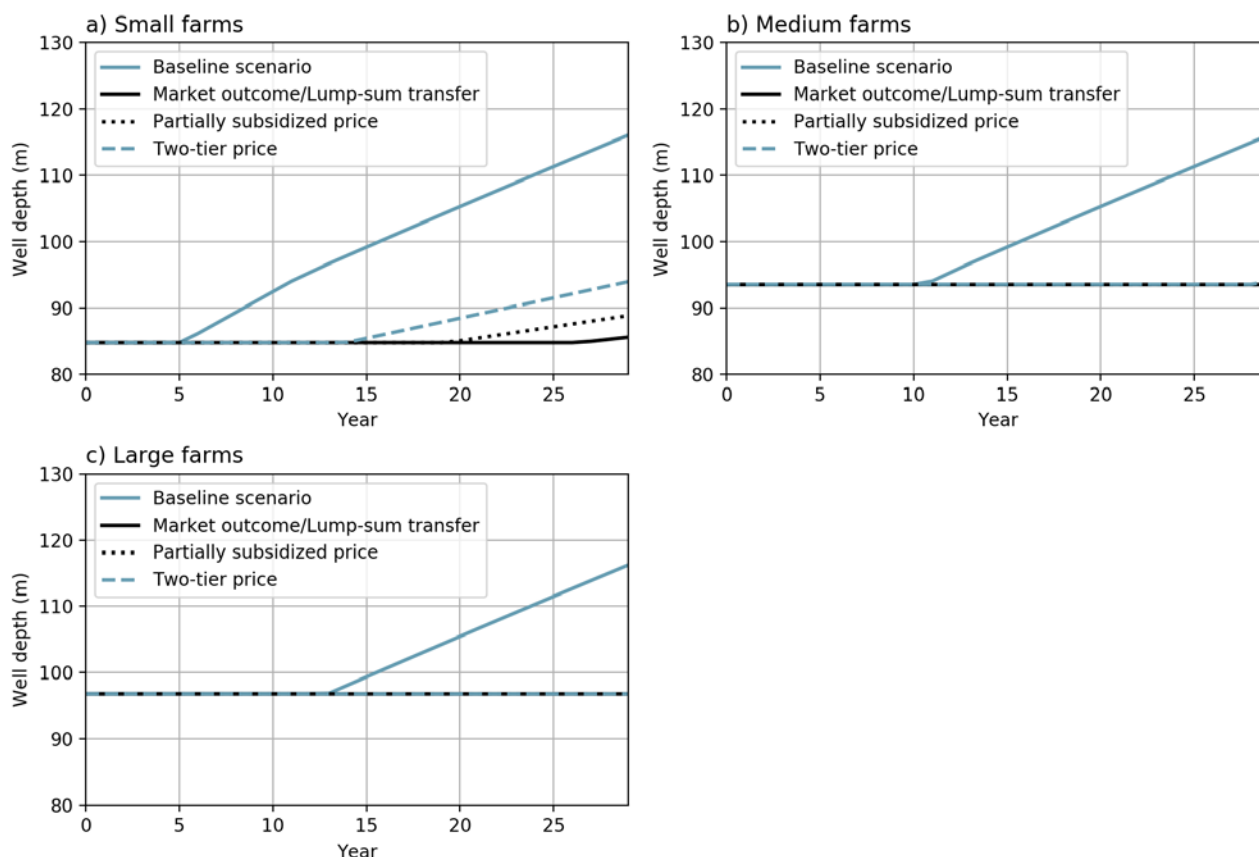 a) Small farms
130
120
110
100
90
80
Well depth (m)
Baseline scenario
Market outcome/Lump-sum transfer
Partially subsidized price
Two-tier price
0 5 10 15 20 25
Year
b) Medium farms
130
120
110
100
90
80
Well depth (m)
Baseline scenario
Market outcome/Lump-sum transfer
Partially subsidized price
Two-tier price
0 5 10 15 20 25
Year
c) Large farms
130
120
110
100
90
80
Well depth (m)
Baseline scenario
Market outcome/Lump-sum transfer
Partially subsidized price
Two-tier price
0 5 10 15 20 25
Year